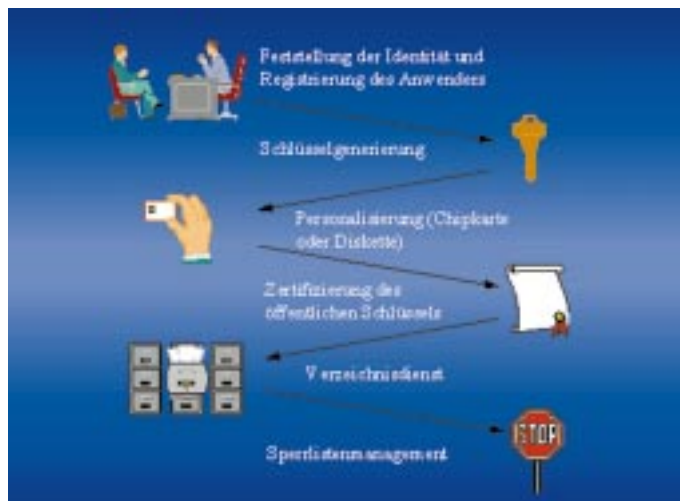 Feststellung der Identität und
Registrierung des Anwenders
Schlüsselgenerierung
Personalisierung (Chipkarte
oder Diskette)
Zertifizierung des
öffentlichen Schlüssels
Verzeichnisdienst
Sperrlistenmanagement
STOP